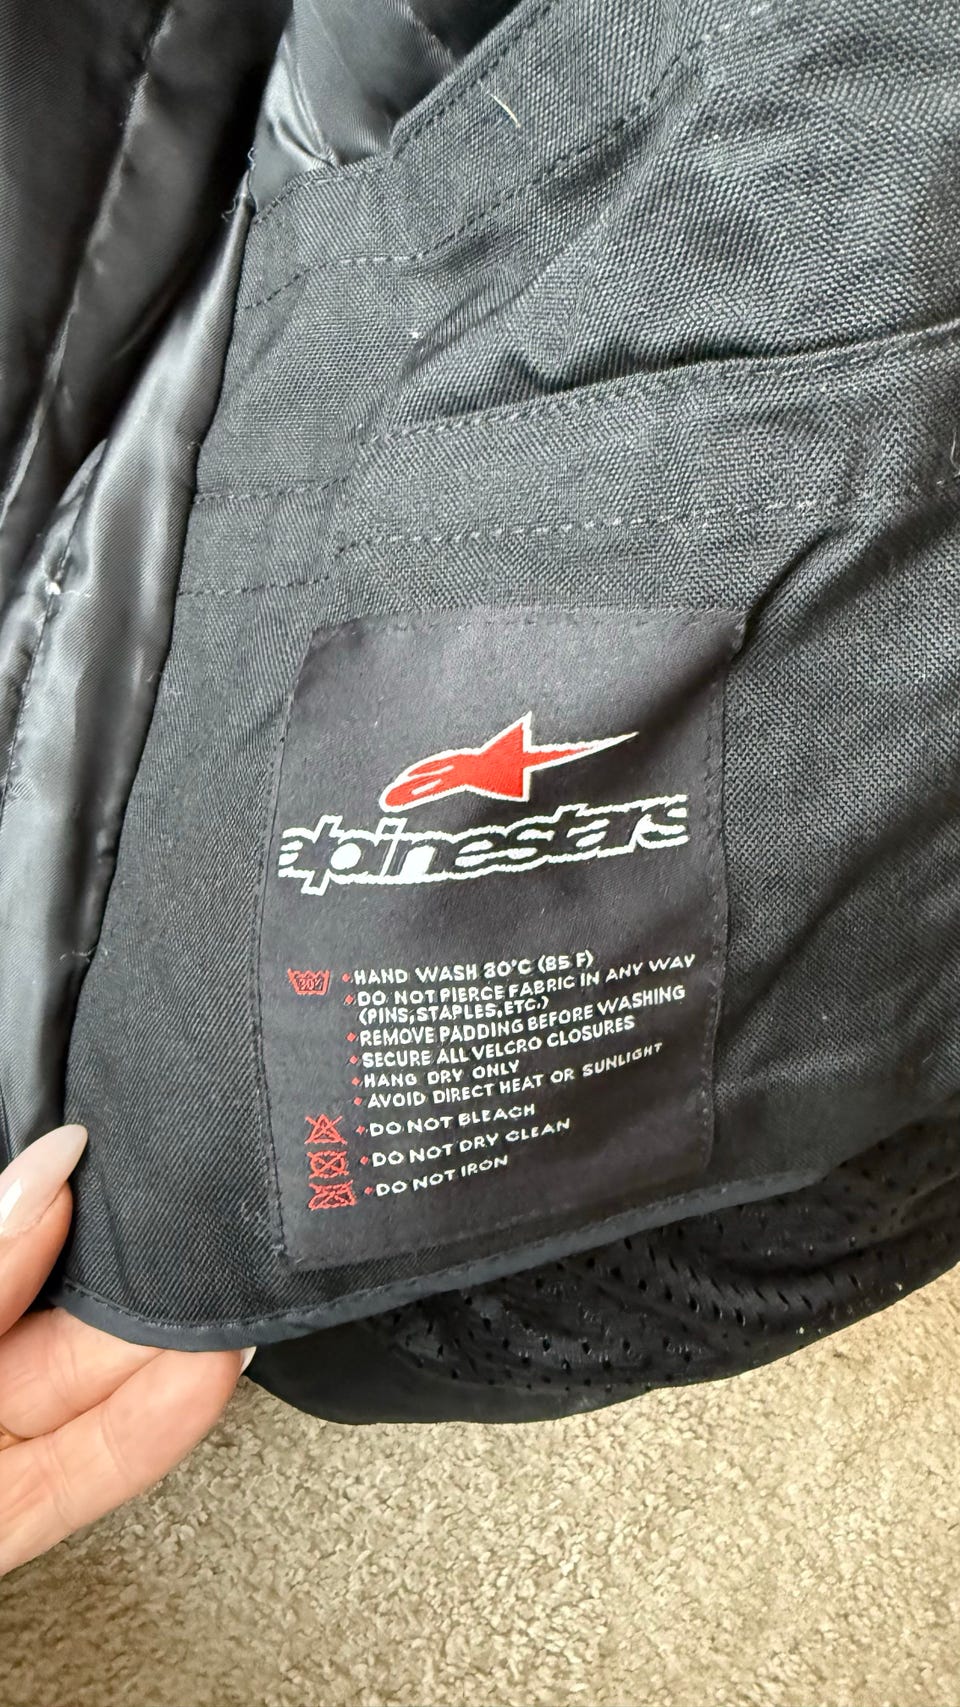 alpinestars
30°
• HAND WASH 30°C (85 F)
• DO NOT PIERCE FABRIC IN ANY WAY
(PINS, STAPLES, ETC.)
• REMOVE PADDING BEFORE WASHING
• SECURE ALL VELCRO CLOSURES
• HANG DRY ONLY
• AVOID DIRECT HEAT OR SUNLIGHT
• DO NOT BLEACH
• DO NOT DRY CLEAN
• DO NOT IRON